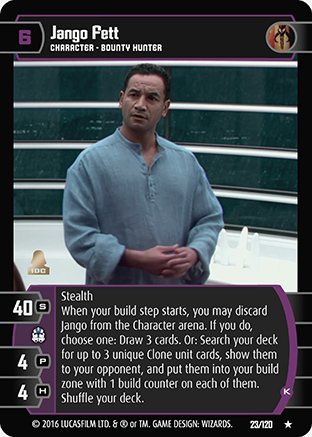 6
Jango Fett
CHARACTER - BOUNTY HUNTER
IDC
40 S
4 P
4 H
Stealth
When your build step starts, you may discard
Jango from the Character arena. If you do,
choose one: Draw 3 cards. Or: Search your deck
for up to 3 unique Clone unit cards, show them
to your opponent, and put them into your build
zone with 1 build counter on each of them.
Shuffle your deck.
K
© 2016 LUCASFILM LTD. & ® or TM. GAME DESIGN: WIZARDS.
23/120